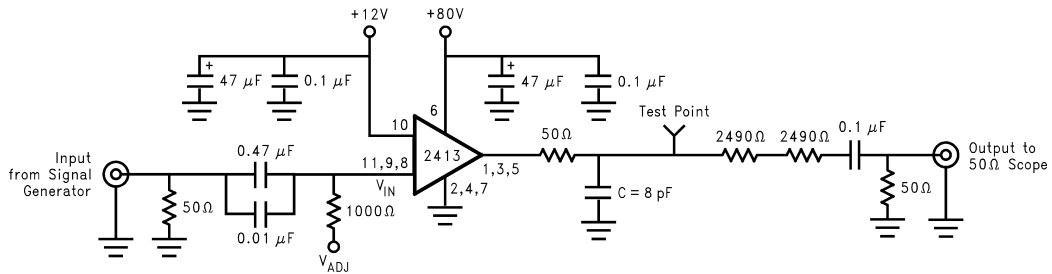 +12V
+80V
+
47 μF
0.1 μF
+
47 μF
0.1 μF
Test Point
6
10
50Ω
2490Ω
2490Ω
0.1 μF
Input
from Signal
Generator
0.47 μF
11,9,8
2413
1,3,5
Output to
50Ω Scope
V_IN
2,4,7
50Ω
1000Ω
C = 8 pF
50Ω
0.01 μF
V_ADJ